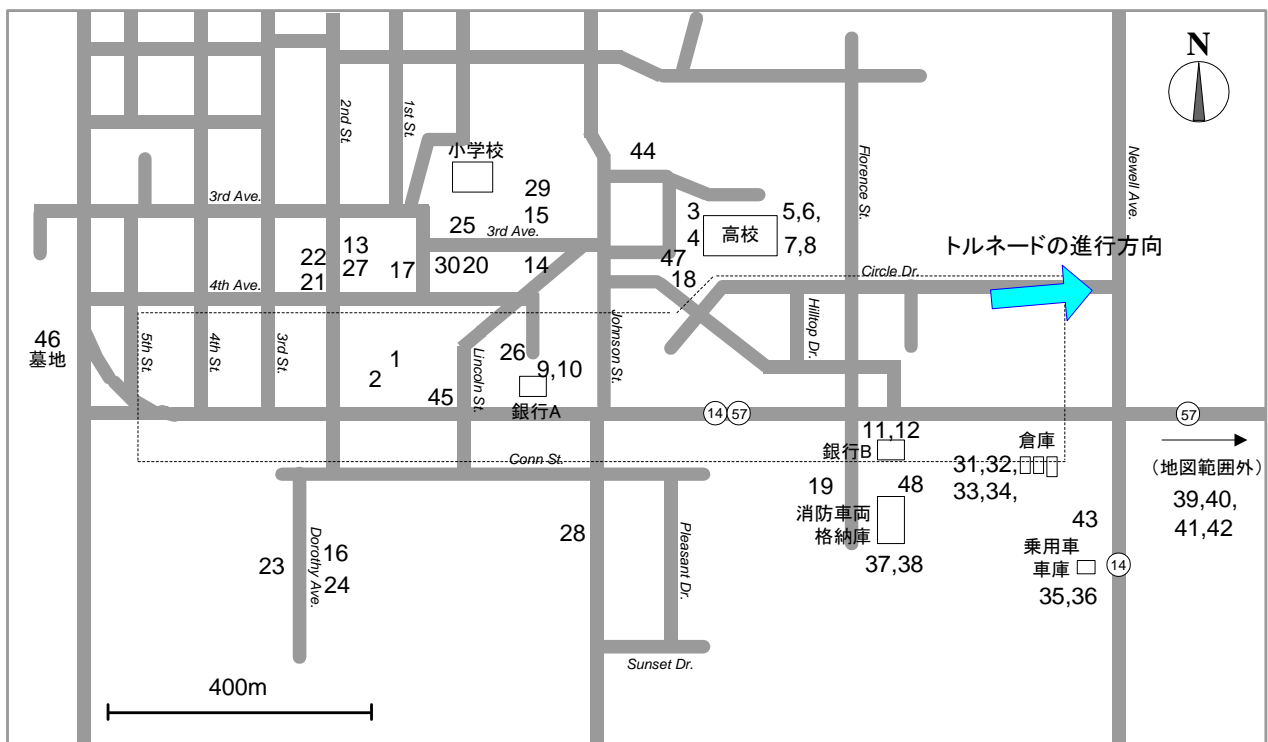 N
2nd St.
1st St.
小学校
44
Florence St.
Newell Ave.
3rd Ave.
29
15
25
3rd Ave.
3
4
高校
5,6,
7,8
トルネードの進行方向
22
21
13
27
17
30
20
14
47
18
Circle Dr.
4th Ave.
46
墓地
5th St.
4th St.
3rd St.
1
2
45
Lincoln St.
26
9,10
銀行A
Johnson St.
Hilltop Dr.
14
57
57
11,12
銀行B
倉庫
31,32,
33,34,
(地図範囲外)
39,40,
41,42
Conn St.
19
48
消防車両
格納庫
37,38
43
乗用車
車庫
14
35,36
23
Dorothy Ave.
16
24
28
Pleasant Dr.
Sunset Dr.
400m